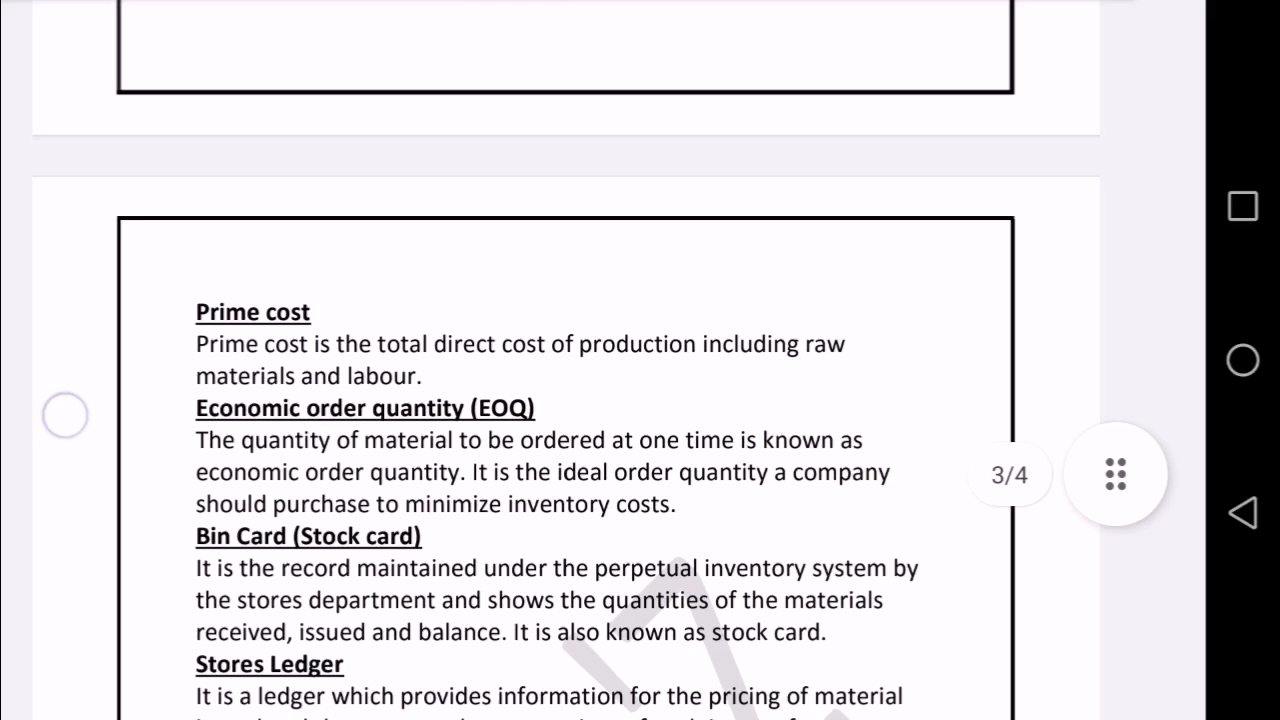 Prime cost
Prime cost is the total direct cost of production including raw
materials and labour.
Economic order quantity (EOQ)
The quantity of material to be ordered at one time is known as
economic order quantity. It is the ideal order quantity a company
3/4
should purchase to minimize inventory costs.
Bin Card (Stock card)
It is the record maintained under the perpetual inventory system by
the stores department and shows the quantities of the materials
received, issued and balance. It is also known as stock card.
Stores Ledger
It is a ledger which provides information for the pricing of material